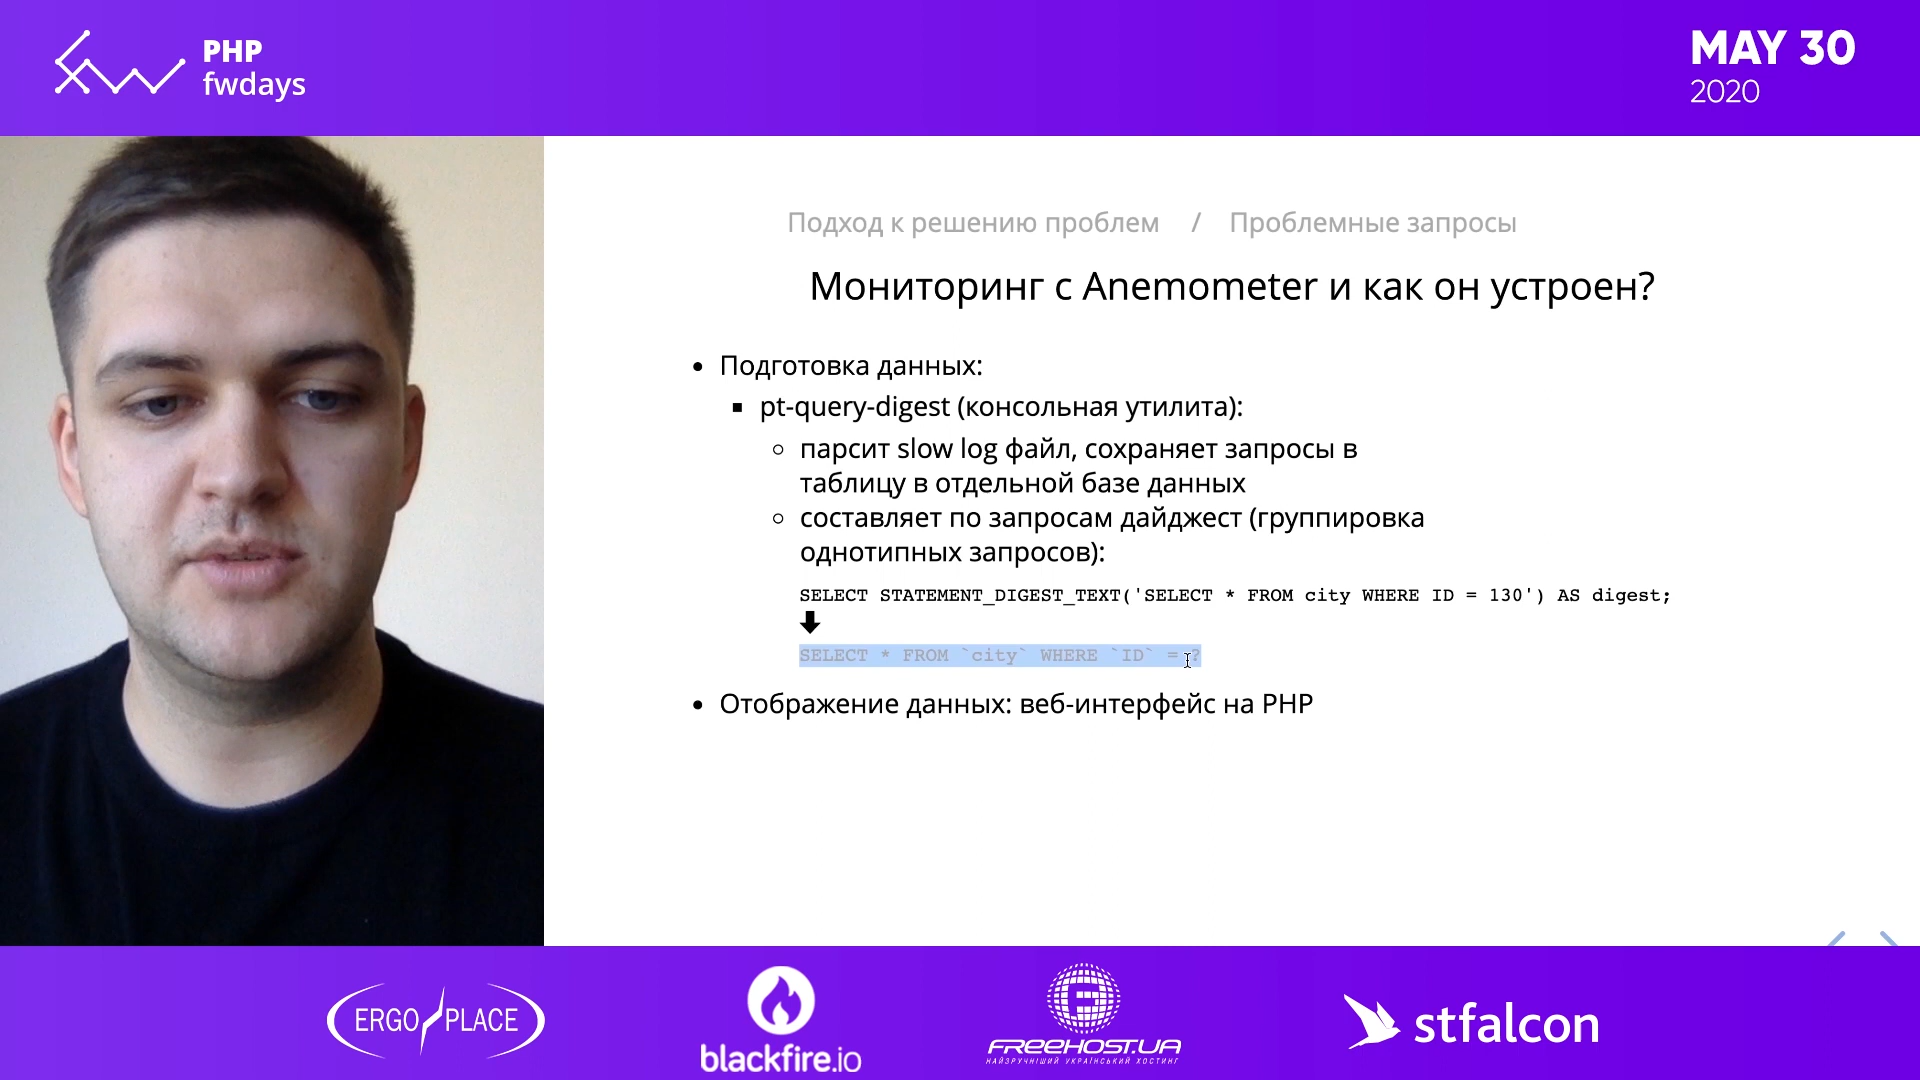 PHP
fwdays
MAY 30
2020
Подход к решению проблем / Проблемные запросы
Мониторинг с Anemometer и как он устроен?
Подготовка данных:
pt-query-digest (консольная утилита):
парсит slow log файл, сохраняет запросы в
таблицу в отдельной базе данных
составляет по запросам дайджест (группировка
однотипных запросов):
SELECT STATEMENT_DIGEST_TEXT('SELECT * FROM city WHERE ID = 130') AS digest;
SELECT * FROM `city` WHERE `ID` = ?
Отображение данных: веб-интерфейс на PHP
ERGO PLACE
blackfire.io
FREEHOST.UA
НАЙЗРУЧНІШИЙ УКРАЇНСЬКИЙ ХОСТИНГ
stfalcon